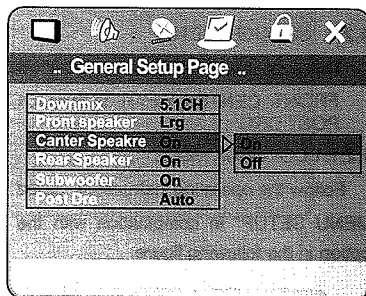 .. General Setup Page ..
Downmix 5.1CH
Pront speaker Lrg
Canter Speakre On On
Rear Speaker On Off
Subwoofer On
Post Dre Auto